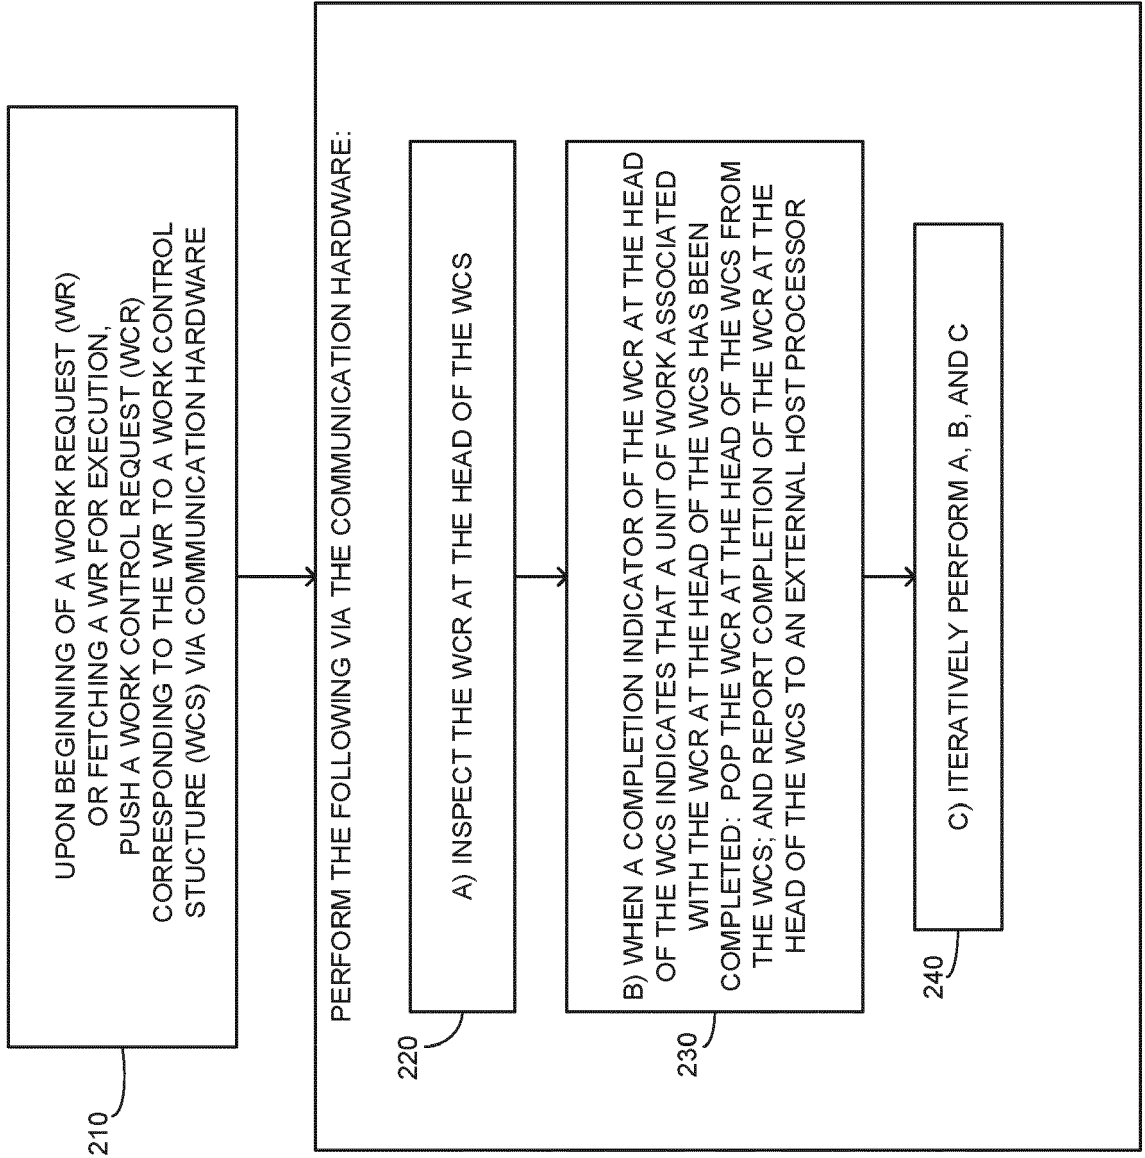 UPON BEGINNING OF A WORK REQUEST (WR)
OR FETCHING A WR FOR EXECUTION,
PUSH A WORK CONTROL REQUEST (WCR)
CORRESPONDING TO THE WR TO A WORK CONTROL
STUCTURE (WCS) VIA COMMUNICATION HARDWARE
210
PERFORM THE FOLLOWING VIA THE COMMUNICATION HARDWARE:
A) INSPECT THE WCR AT THE HEAD OF THE WCS
220
B) WHEN A COMPLETION INDICATOR OF THE WCR AT THE HEAD
OF THE WCS INDICATES THAT A UNIT OF WORK ASSOCIATED
WITH THE WCR AT THE HEAD OF THE WCS HAS BEEN
COMPLETED: POP THE WCR AT THE HEAD OF THE WCS FROM
THE WCS; AND REPORT COMPLETION OF THE WCR AT THE
HEAD OF THE WCS TO AN EXTERNAL HOST PROCESSOR
230
C) ITERATIVELY PERFORM A, B, AND C
240